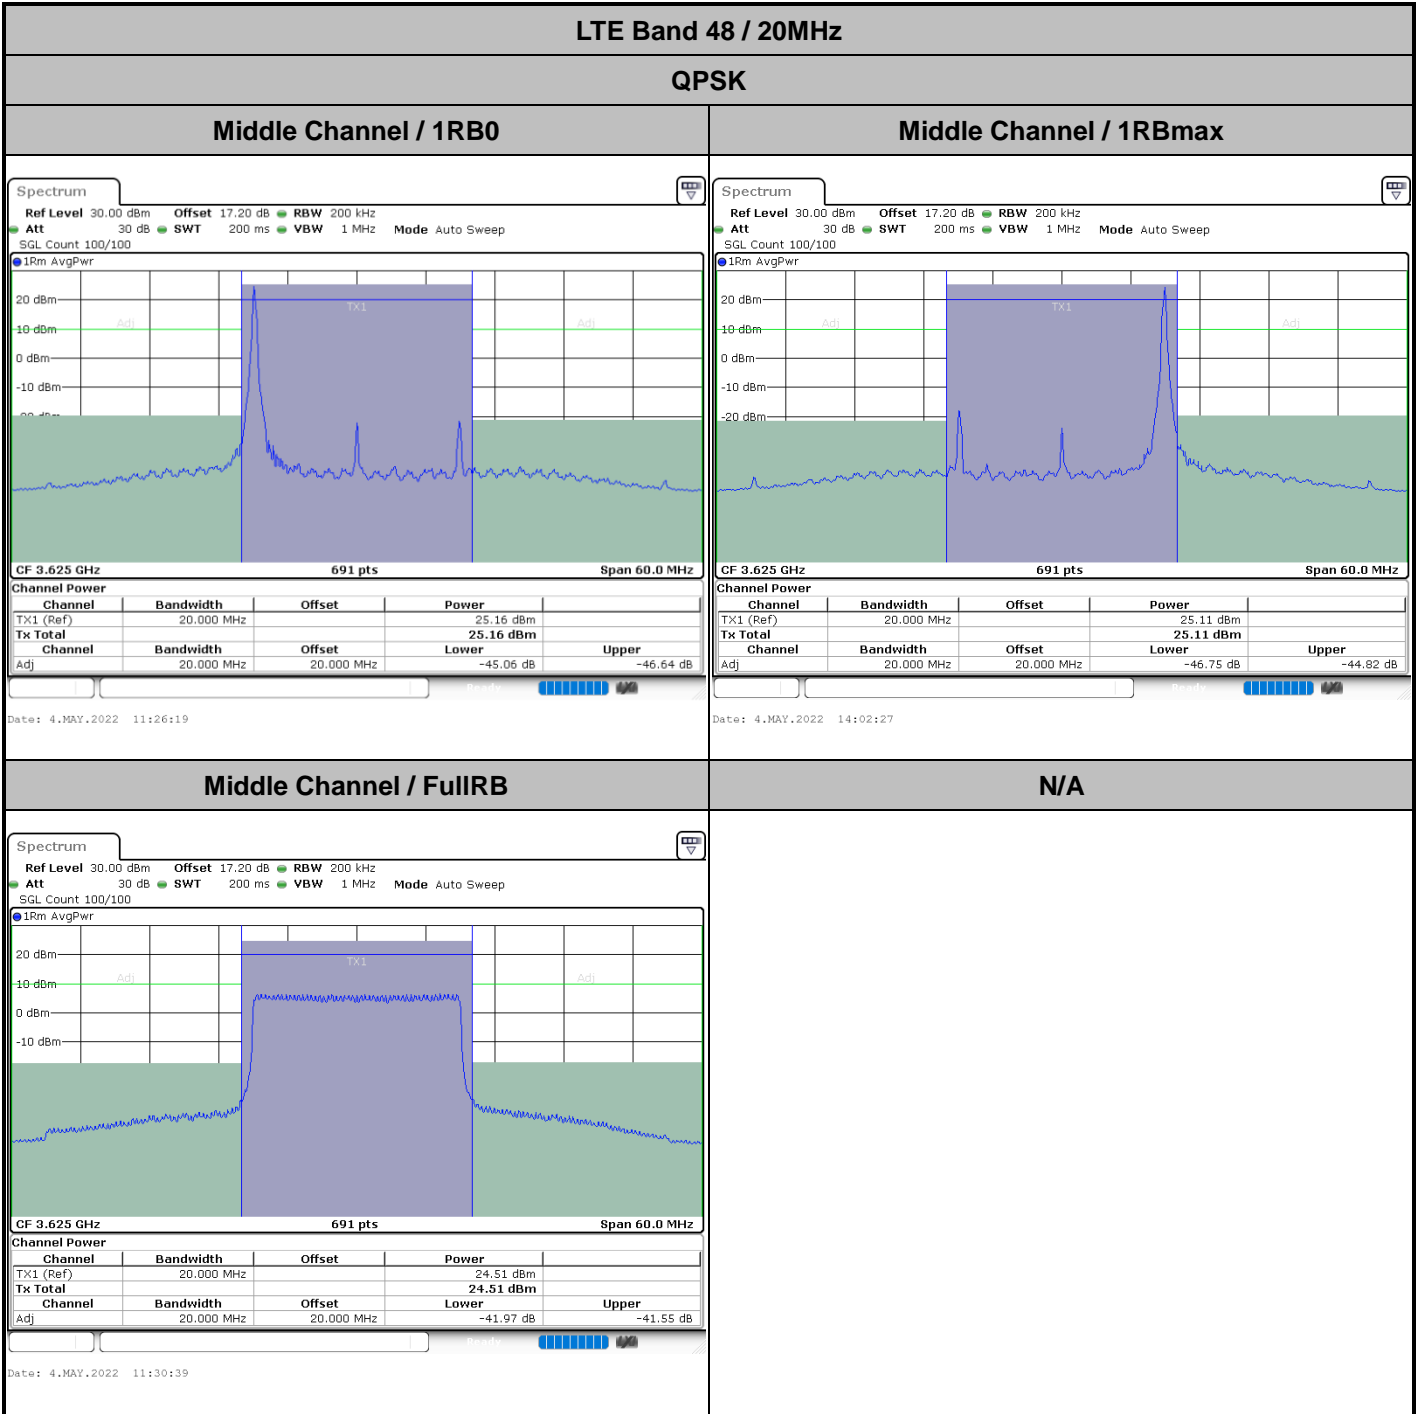 LTE Band 48 / 20MHz
QPSK
Middle Channel / 1RB0
Middle Channel / 1RBmax
Spectrum
Ref Level 30.00 dBm Offset 17.20 dB RBW 200 kHz
Att 30 dB SWT 200 ms VBW 1 MHz Mode Auto Sweep
SGL Count 100/100
1Rm AvgPwr
TX1
20 dBm
Adj
Adj
10 dBm
0 dBm
-10 dBm
CF 3.625 GHz 691 pts Span 60.0 MHz
Channel Power
Channel Bandwidth Offset Power
TX1 (Ref) 20.000 MHz 25.16 dBm
Tx Total 25.16 dBm
Channel Bandwidth Offset Lower Upper
Adj 20.000 MHz 20.000 MHz -45.06 dB -46.64 dB
Ready
Date: 4.MAY.2022 11:26:19
Spectrum
Ref Level 30.00 dBm Offset 17.20 dB RBW 200 kHz
Att 30 dB SWT 200 ms VBW 1 MHz Mode Auto Sweep
SGL Count 100/100
1Rm AvgPwr
20 dBm
TX1
Adj
Adj
10 dBm
0 dBm
-10 dBm
-20 dBm
CF 3.625 GHz 691 pts Span 60.0 MHz
Channel Power
Channel Bandwidth Offset Power
TX1 (Ref) 20.000 MHz 25.11 dBm
Tx Total 25.11 dBm
Channel Bandwidth Offset Lower Upper
Adj 20.000 MHz 20.000 MHz -46.75 dB -44.82 dB
Ready
Date: 4.MAY.2022 14:02:27
Middle Channel / FullRB
N/A
Spectrum
Ref Level 30.00 dBm Offset 17.20 dB RBW 200 kHz
Att 30 dB SWT 200 ms VBW 1 MHz Mode Auto Sweep
SGL Count 100/100
1Rm AvgPwr
20 dBm
TX1
Adj
Adj
10 dBm
0 dBm
-10 dBm
CF 3.625 GHz 691 pts Span 60.0 MHz
Channel Power
Channel Bandwidth Offset Power
TX1 (Ref) 20.000 MHz 24.51 dBm
Tx Total 24.51 dBm
Channel Bandwidth Offset Lower Upper
Adj 20.000 MHz 20.000 MHz -41.97 dB -41.55 dB
Ready
Date: 4.MAY.2022 11:30:39